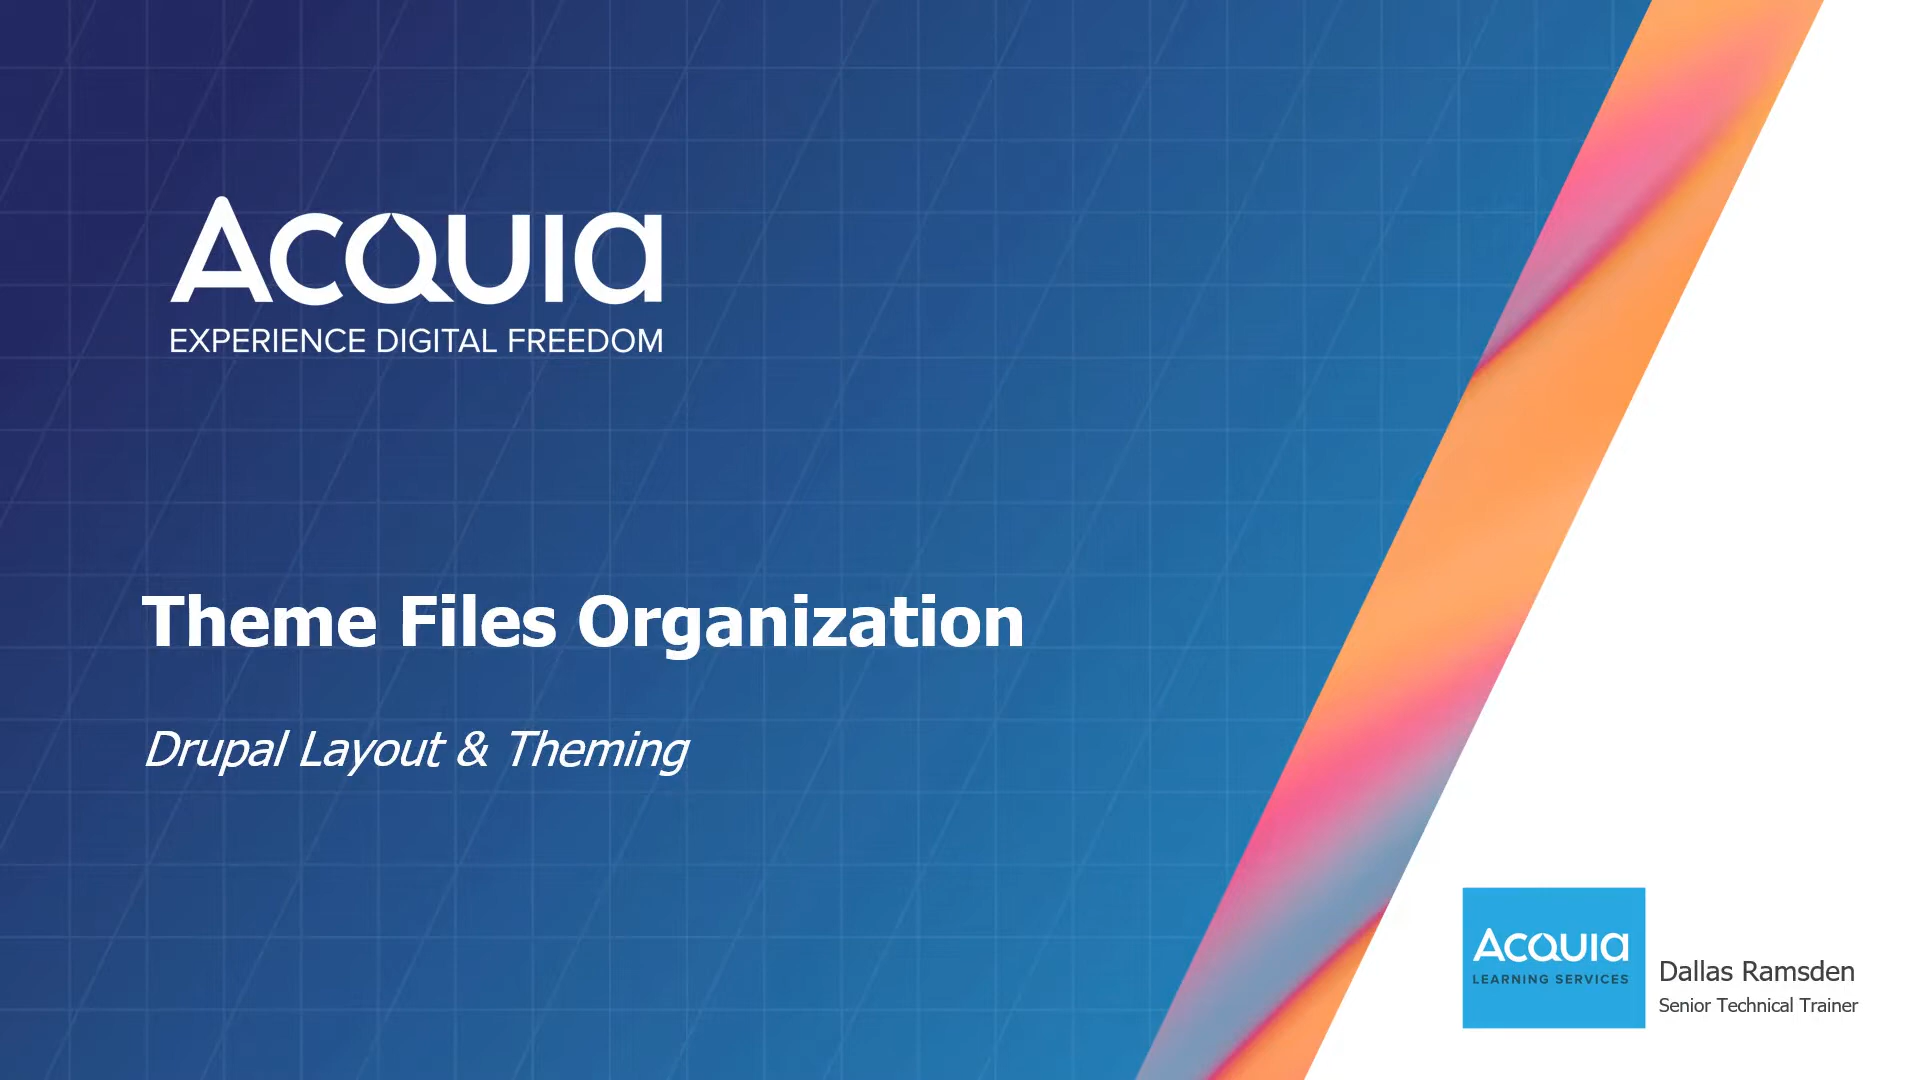 ACQUIA
EXPERIENCE DIGITAL FREEDOM
Theme Files Organization
Drupal Layout & Theming
ACQUIA
LEARNING SERVICES
Dallas Ramsden
Senior Technical Trainer